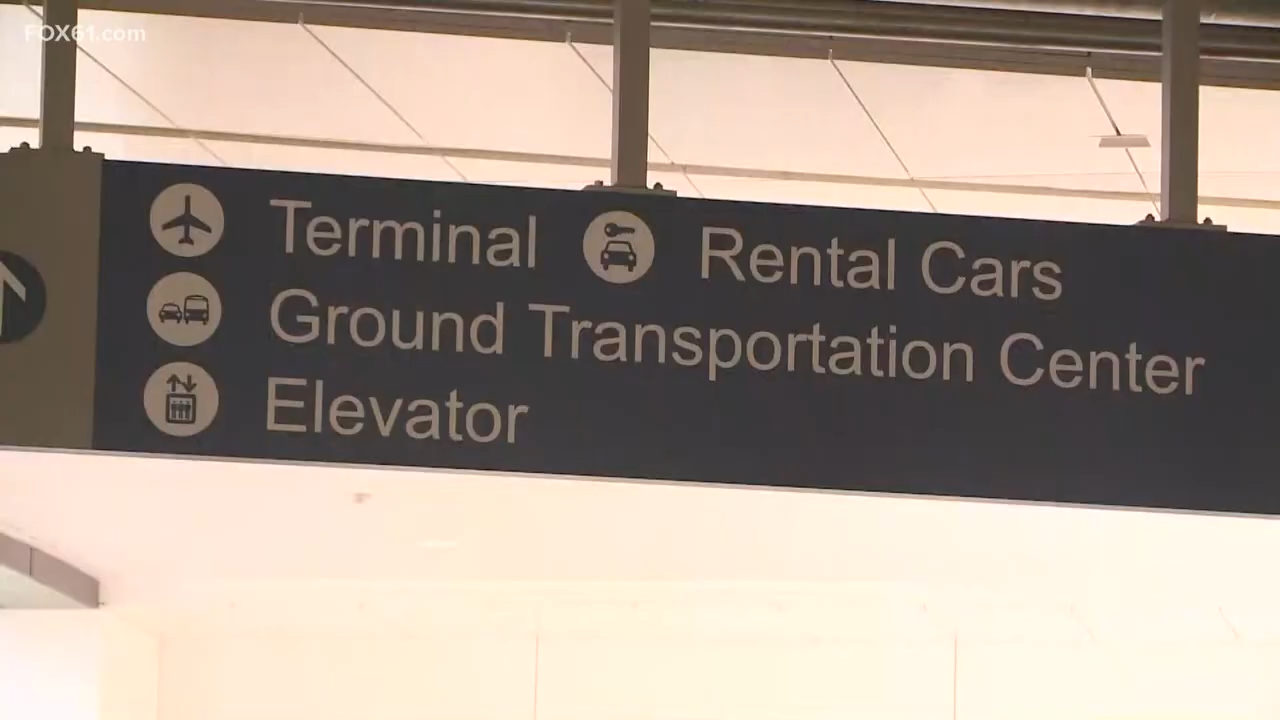 FOX61.com
Terminal Rental Cars
Ground Transportation Center
Elevator